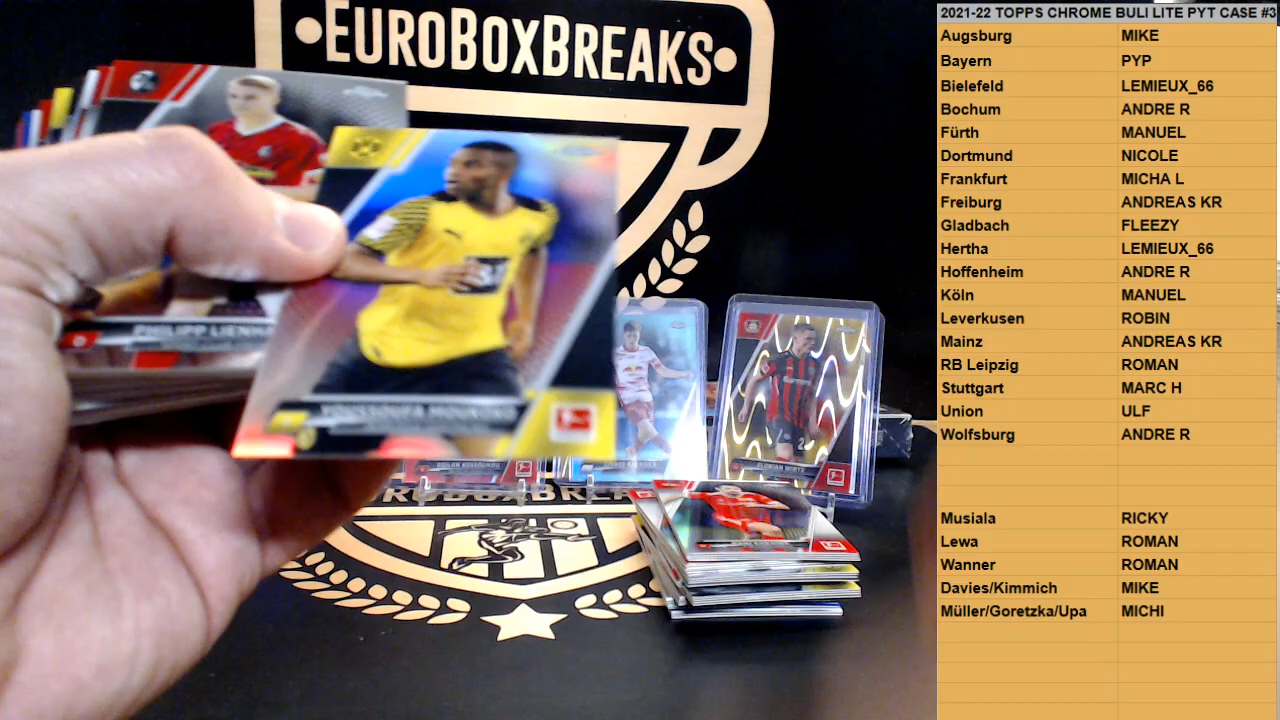 EUROBOXBREAKS
PHILIPP LIENHA
YOUSSOUFA MOUKOKO
FLORIAN WIRTZ
2021-22 TOPPS CHROME BULI LITE PYT CASE #3
Augsburg MIKE
Bayern PYP
Bielefeld LEMIEUX_66
Bochum ANDRE R
Fürth MANUEL
Dortmund NICOLE
Frankfurt MICHA L
Freiburg ANDREAS KR
Gladbach FLEEZY
Hertha LEMIEUX_66
Hoffenheim ANDRE R
Köln MANUEL
Leverkusen ROBIN
Mainz ANDREAS KR
RB Leipzig ROMAN
Stuttgart MARC H
Union ULF
Wolfsburg ANDRE R
Musiala RICKY
Lewa ROMAN
Wanner ROMAN
Davies/Kimmich MIKE
Müller/Goretzka/Upa MICHI